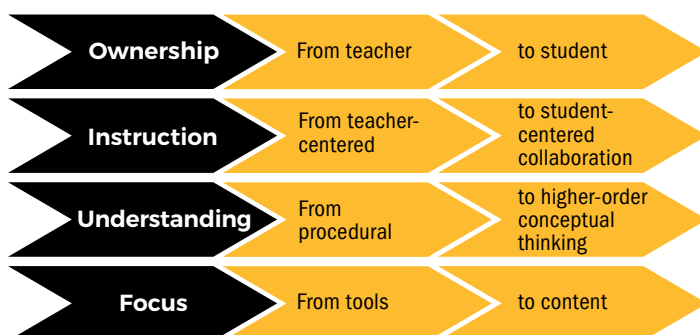 Ownership
From teacher
to student
Instruction
From teacher-
centered
to student-
centered
collaboration
Understanding
From
procedural
to higher-order
conceptual
thinking
Focus
From tools
to content